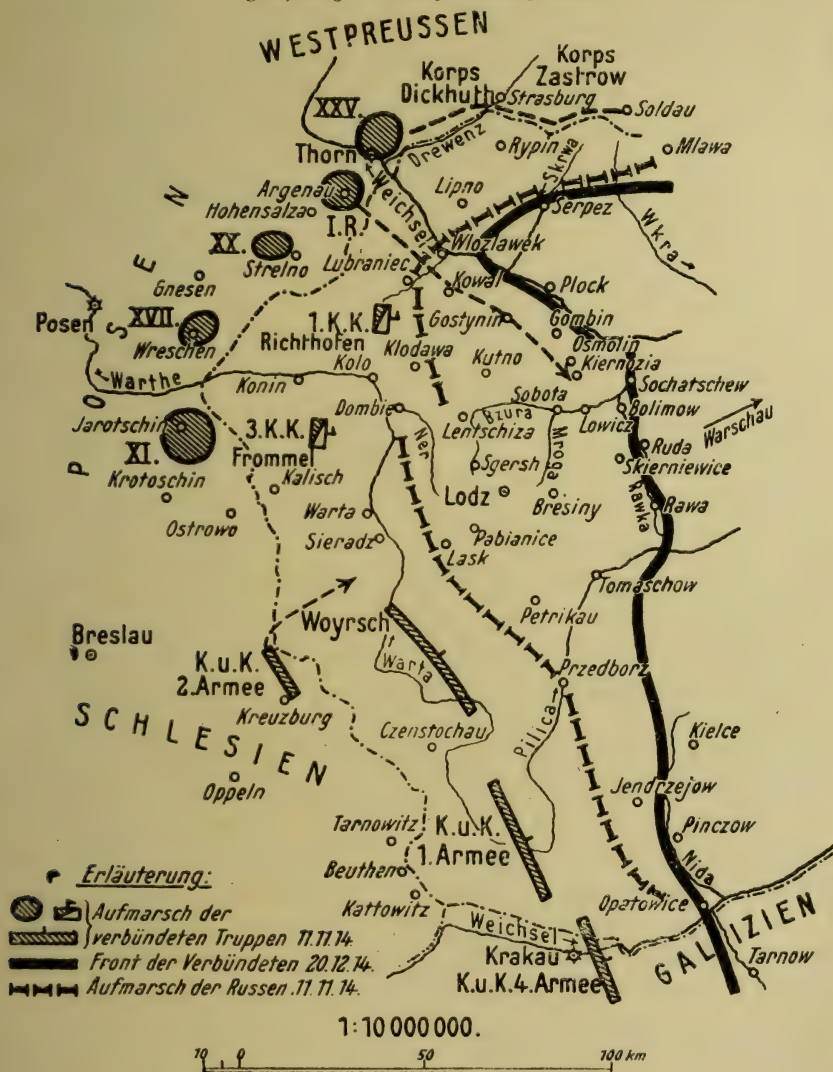 WESTPREUSSEN
Korps
Dickhuth
Korps
Zastrow
Strasburg
Soldau
XXV.
Thorn
Drewenz
Rypin
Skrwa
Mlawa
Argenau
Weichsel
Lipno
Hohensalza
I.R.
Serpez
Wkra
XX.
Strelno
Lubraniec
Wlozlawek
Gnesen
Kowal
Plock
POSEN
Posen
XVII.
Wreschen
1.K.K.
Richthofen
Gostynin
Gombin
Osmolin
Klodawa
Kutno
Kiernozia
Warthe
Konin
Kolo
Sochatschew
Dombie
Sobota
Bzura
Lentschiza
Lowicz
Bolimow
Warschau
Jarotschin
XI.
3.K.K.
Frommel
Ner
Mroge
Ruda
Sgersh
Skierniewice
Krotoschin
Kalisch
Lodz
Bresiny
Rawka
Rawa
Ostrowo
Warta
Sieradz
Pabianice
Lask
Tomaschow
Petrikau
Woyrsch
Breslau
Warta
K.u.K.
2.Armee
Przedborz
Kreuzburg
SCHLESIEN
Czenstochau
Pilica
Kielce
Oppeln
Jendrzejow
Tarnowitz
K.u.K.
1.Armee
Pinczow
Beuthen
Nida
Kattowitz
Opatowice
Weichsel
GALIZIEN
Krakau
K.u.K.4.Armee
Tarnow
Erläuterung:
Aufmarsch der
verbündeten Truppen 11.11.14.
Front der Verbündeten 20.12.14.
Aufmarsch der Russen .11.11.14.
1:10000000.
10 0 50 100 km